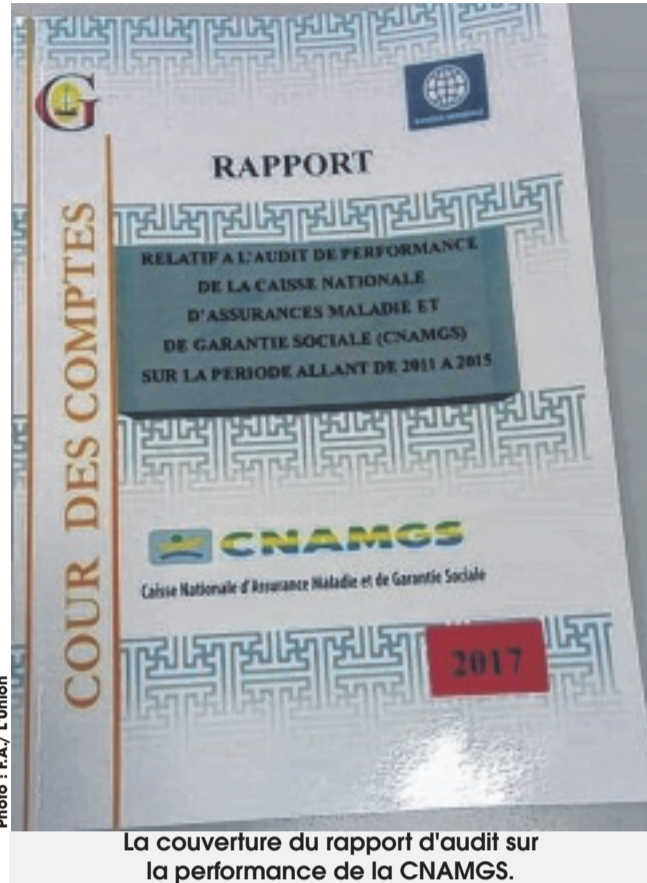 RAPPORT
RELATIF A L'AUDIT DE PERFORMANCE
DE LA CAISSE NATIONALE
D'ASSURANCES MALADIE ET
DE GARANTIE SOCIALE (CNAMGS)
SUR LA PERIODE ALLANT DE 2011 A 2015
COUR DES COMPTES
CNAMGS
Caisse Nationale d'Assurance Maladie et de Garantie Sociale
2017
Photo : F.A./ L'Union
La couverture du rapport d'audit sur
la performance de la CNAMGS.